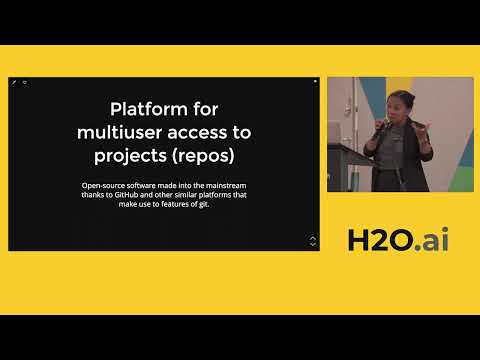 Platform for
multiuser access to
projects (repos)
Open-source software made into the mainstream
thanks to GitHub and other similar platforms that
make use to features of git.
H2O.ai